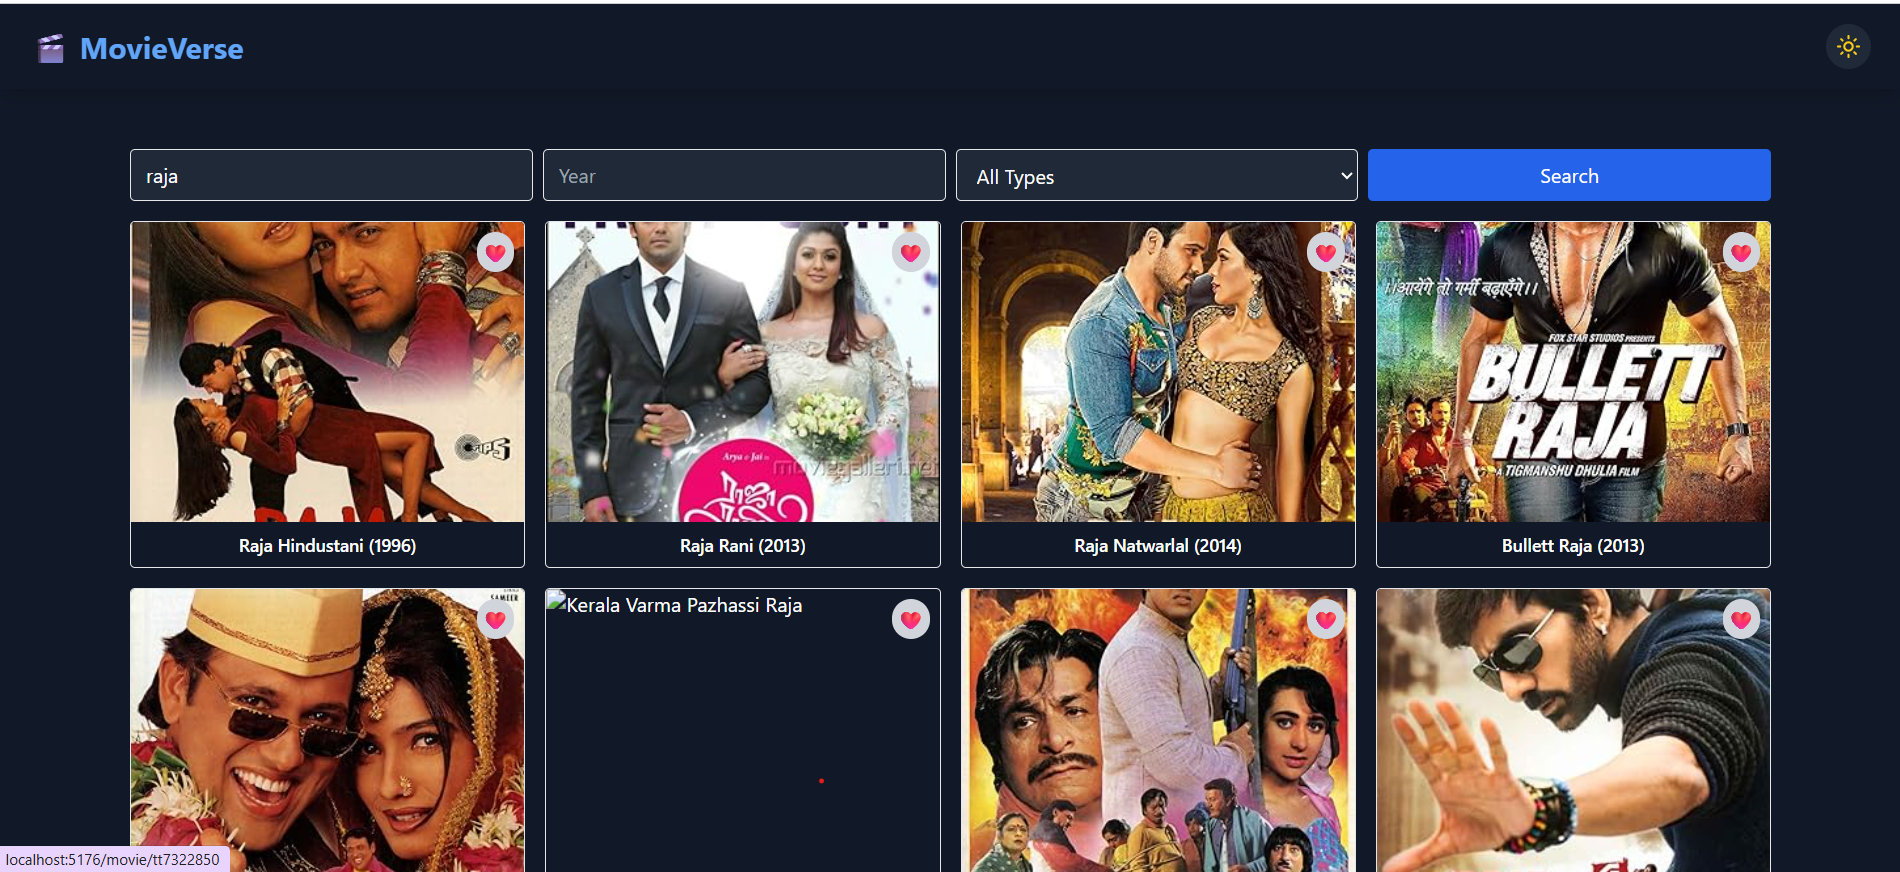 MovieVerse
raja
Year
All Types
Search
TIPS
Raja Hindustani (1996)
Arya Jai
moviegalleri.net
ராஜா
Raja Rani (2013)
Raja Natwarlal (2014)
।।आयेंगे तो गर्मी बढ़ाएँगे।।
FOX STAR STUDIOS PRESENTS
BULLETT
RAJA
A TIGMANSHU DHULIA FILM
Bullett Raja (2013)
SAMEER
Kerala Varma Pazhassi Raja
localhost:5176/movie/tt7322850